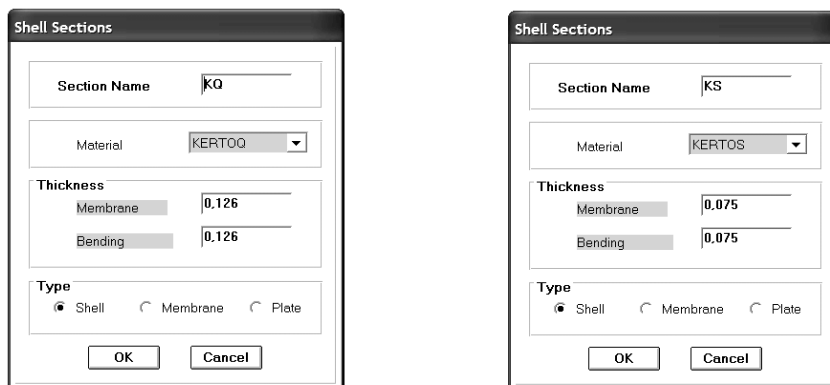 Shell Sections
Section Name KQ
Material KERTOQ
Thickness
Membrane 0,126
Bending 0,126
Type
Shell Membrane Plate
OK Cancel
Shell Sections
Section Name KS
Material KERTOS
Thickness
Membrane 0,075
Bending 0,075
Type
Shell Membrane Plate
OK Cancel